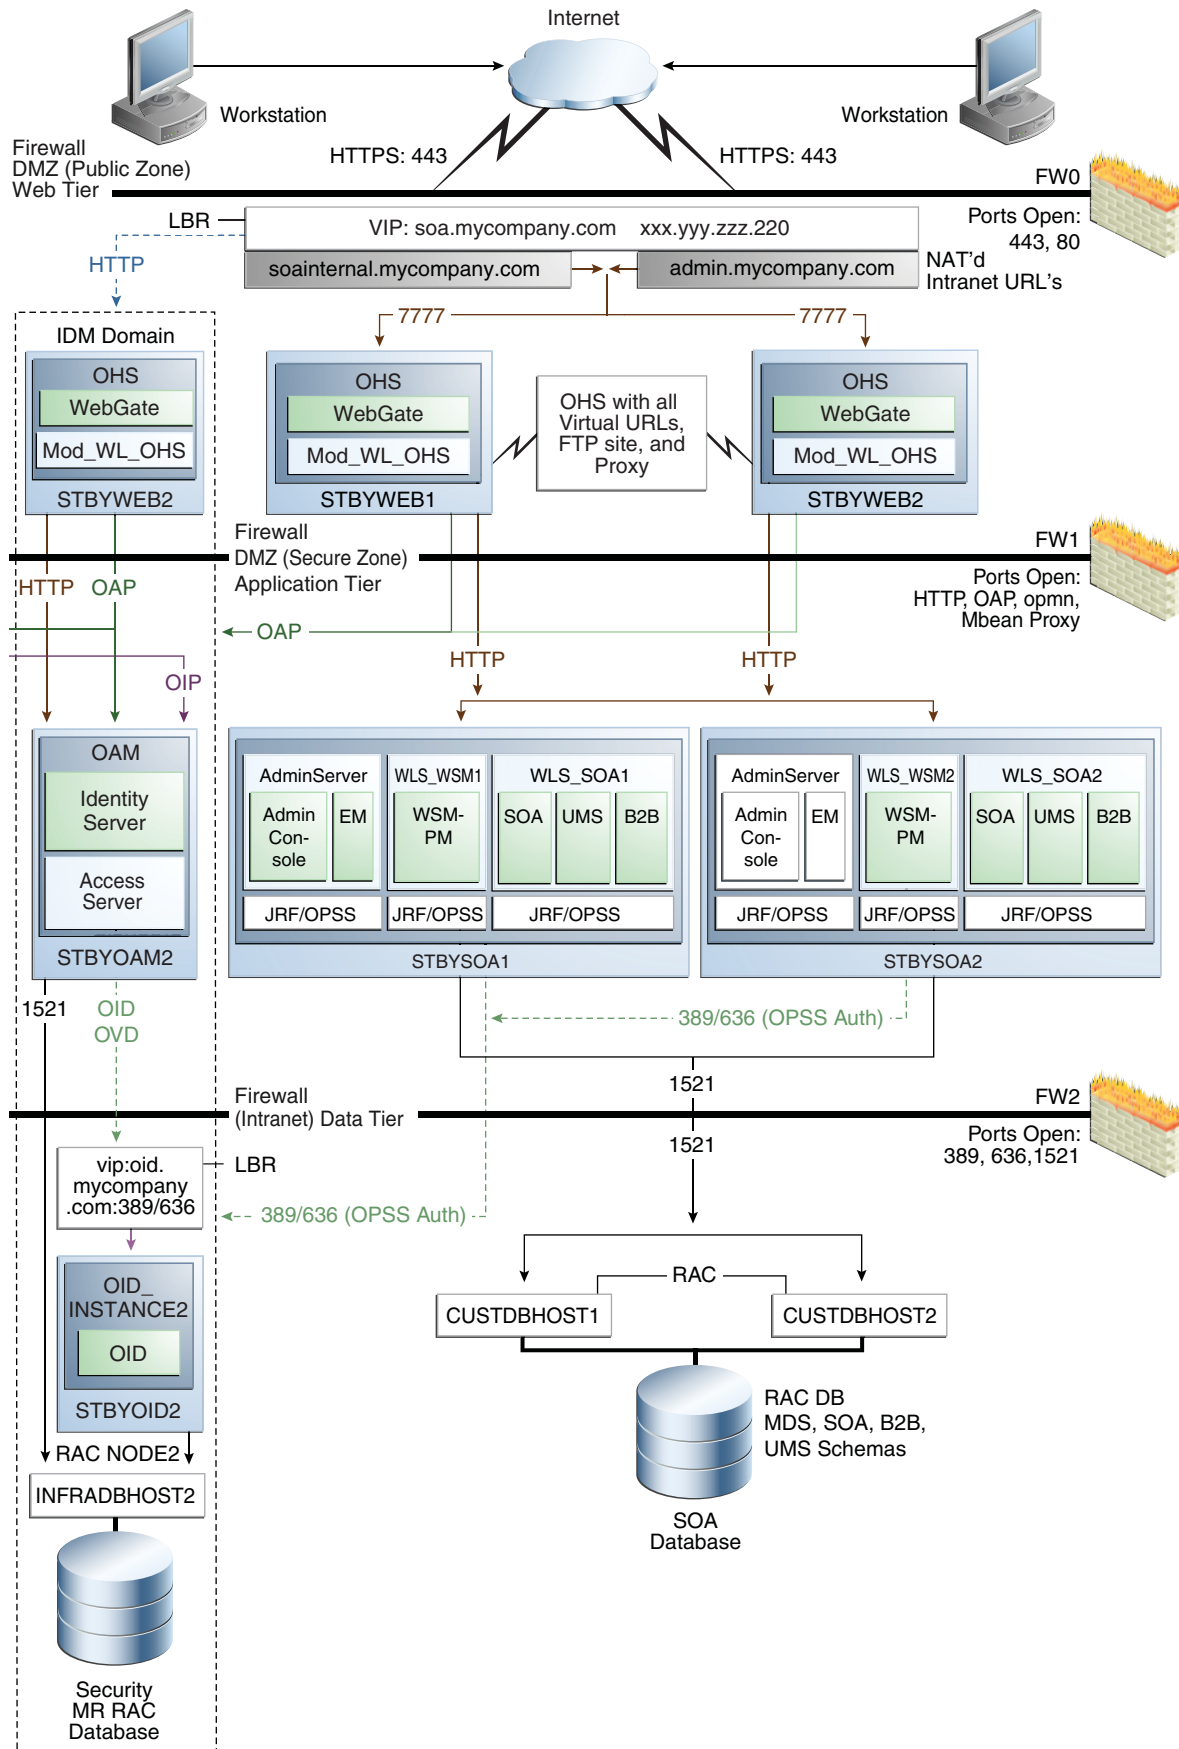 Internet
Workstation
Workstation
HTTPS: 443
HTTPS: 443
Firewall
DMZ (Public Zone)
Web Tier
FW0
Ports Open:
443, 80
LBR
VIP: soa.mycompany.com xxx.yyy.zzz.220
HTTP
soainternal.mycompany.com
admin.mycompany.com
NAT'd
Intranet URL's
7777
7777
IDM Domain
OHS
WebGate
Mod_WL_OHS
STBYWEB2
OHS
WebGate
Mod_WL_OHS
STBYWEB1
OHS with all
Virtual URLs,
FTP site, and
Proxy
OHS
WebGate
Mod_WL_OHS
STBYWEB2
Firewall
DMZ (Secure Zone)
Application Tier
FW1
Ports Open:
HTTP, OAP, opmn,
Mbean Proxy
HTTP
OAP
OAP
OIP
HTTP
HTTP
OAM
Identity
Server
Access
Server
STBYOAM2
AdminServer
Admin
Con-
sole
EM
WLS_WSM1
WSM-
PM
WLS_SOA1
SOA
UMS
B2B
JRF/OPSS
JRF/OPSS
JRF/OPSS
STBYSOA1
AdminServer
Admin
Con-
sole
EM
WLS_WSM2
WSM-
PM
WLS_SOA2
SOA
UMS
B2B
JRF/OPSS
JRF/OPSS
JRF/OPSS
STBYSOA2
1521
OID
OVD
389/636 (OPSS Auth)
1521
Firewall
(Intranet) Data Tier
FW2
Ports Open:
389, 636,1521
1521
vip:oid.
mycompany
.com:389/636
LBR
389/636 (OPSS Auth)
OID_
INSTANCE2
OID
STBYOID2
RAC
CUSTDBHOST1
CUSTDBHOST2
RAC DB
MDS, SOA, B2B,
UMS Schemas
SOA
Database
RAC NODE2
INFRADBHOST2
Security
MR RAC
Database